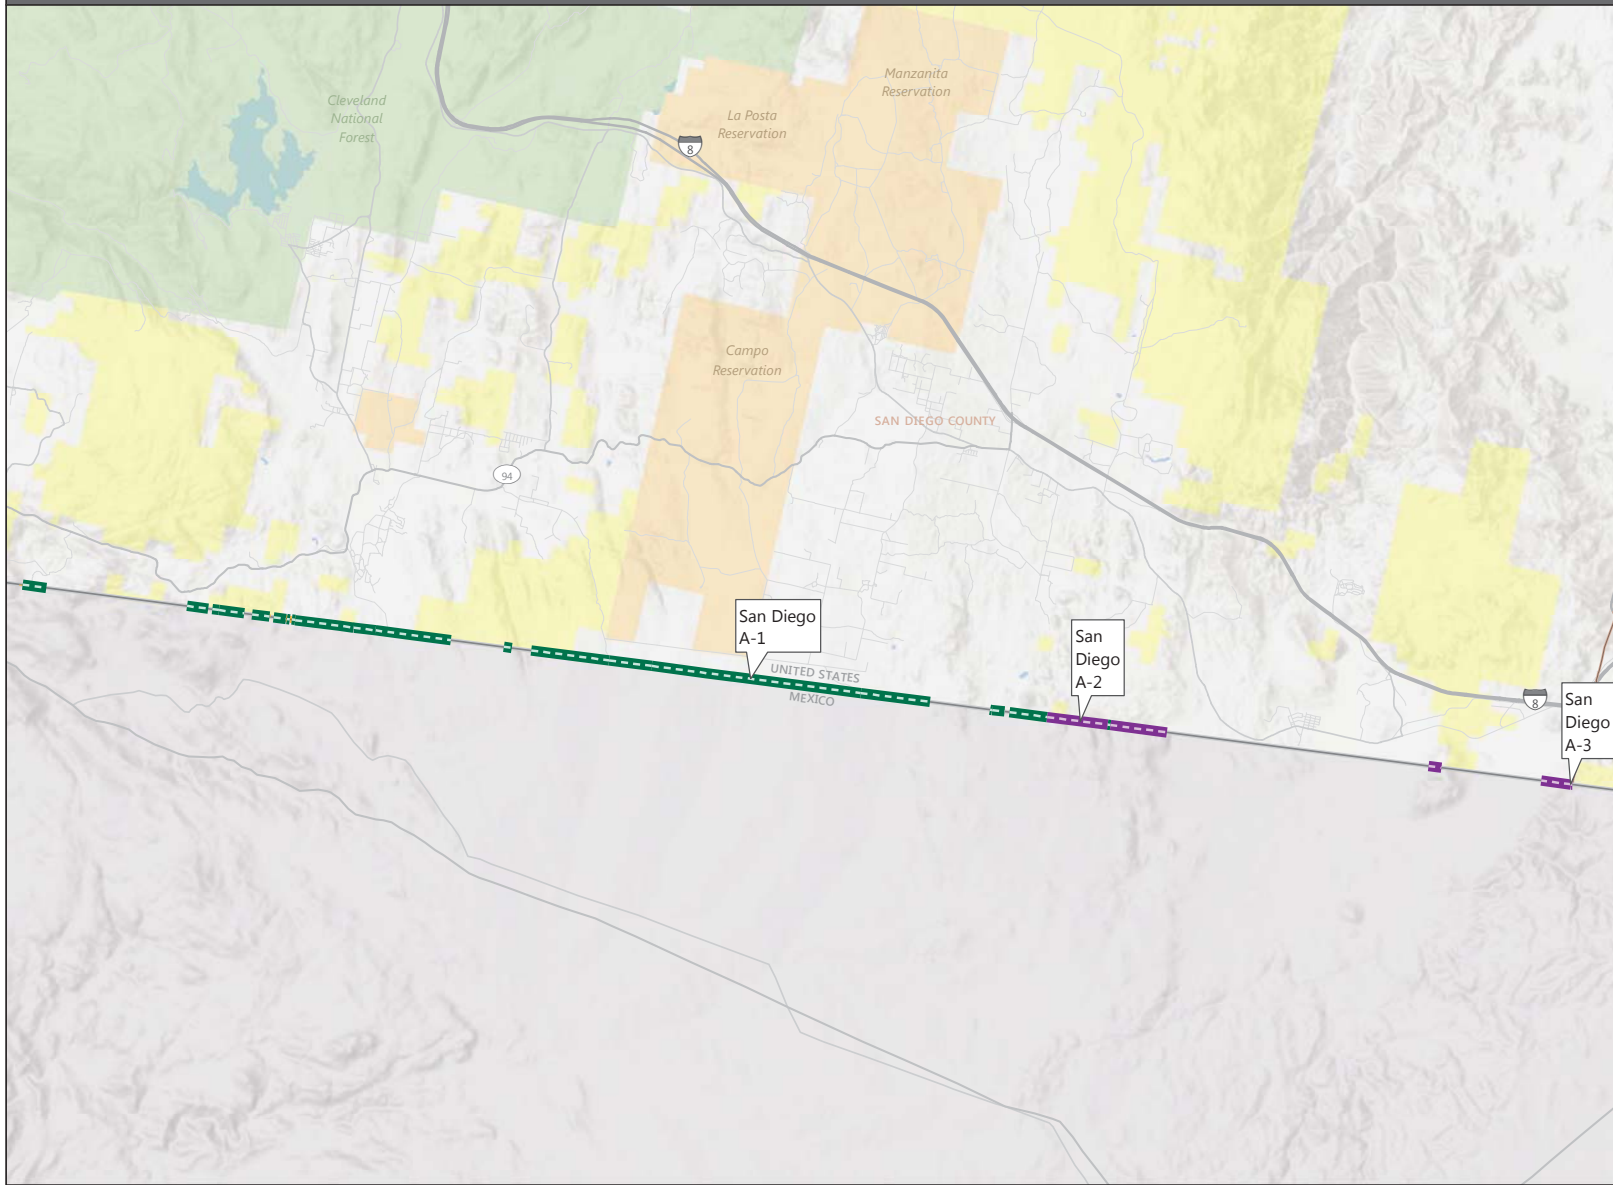 Manzanita
Reservation
Cleveland
National
Forest
La Posta
Reservation
8
Campo
Reservation
SAN DIEGO COUNTY
94
San Diego
A-1
San
Diego
A-2
UNITED STATES
MEXICO
8
San
Diego
A-3